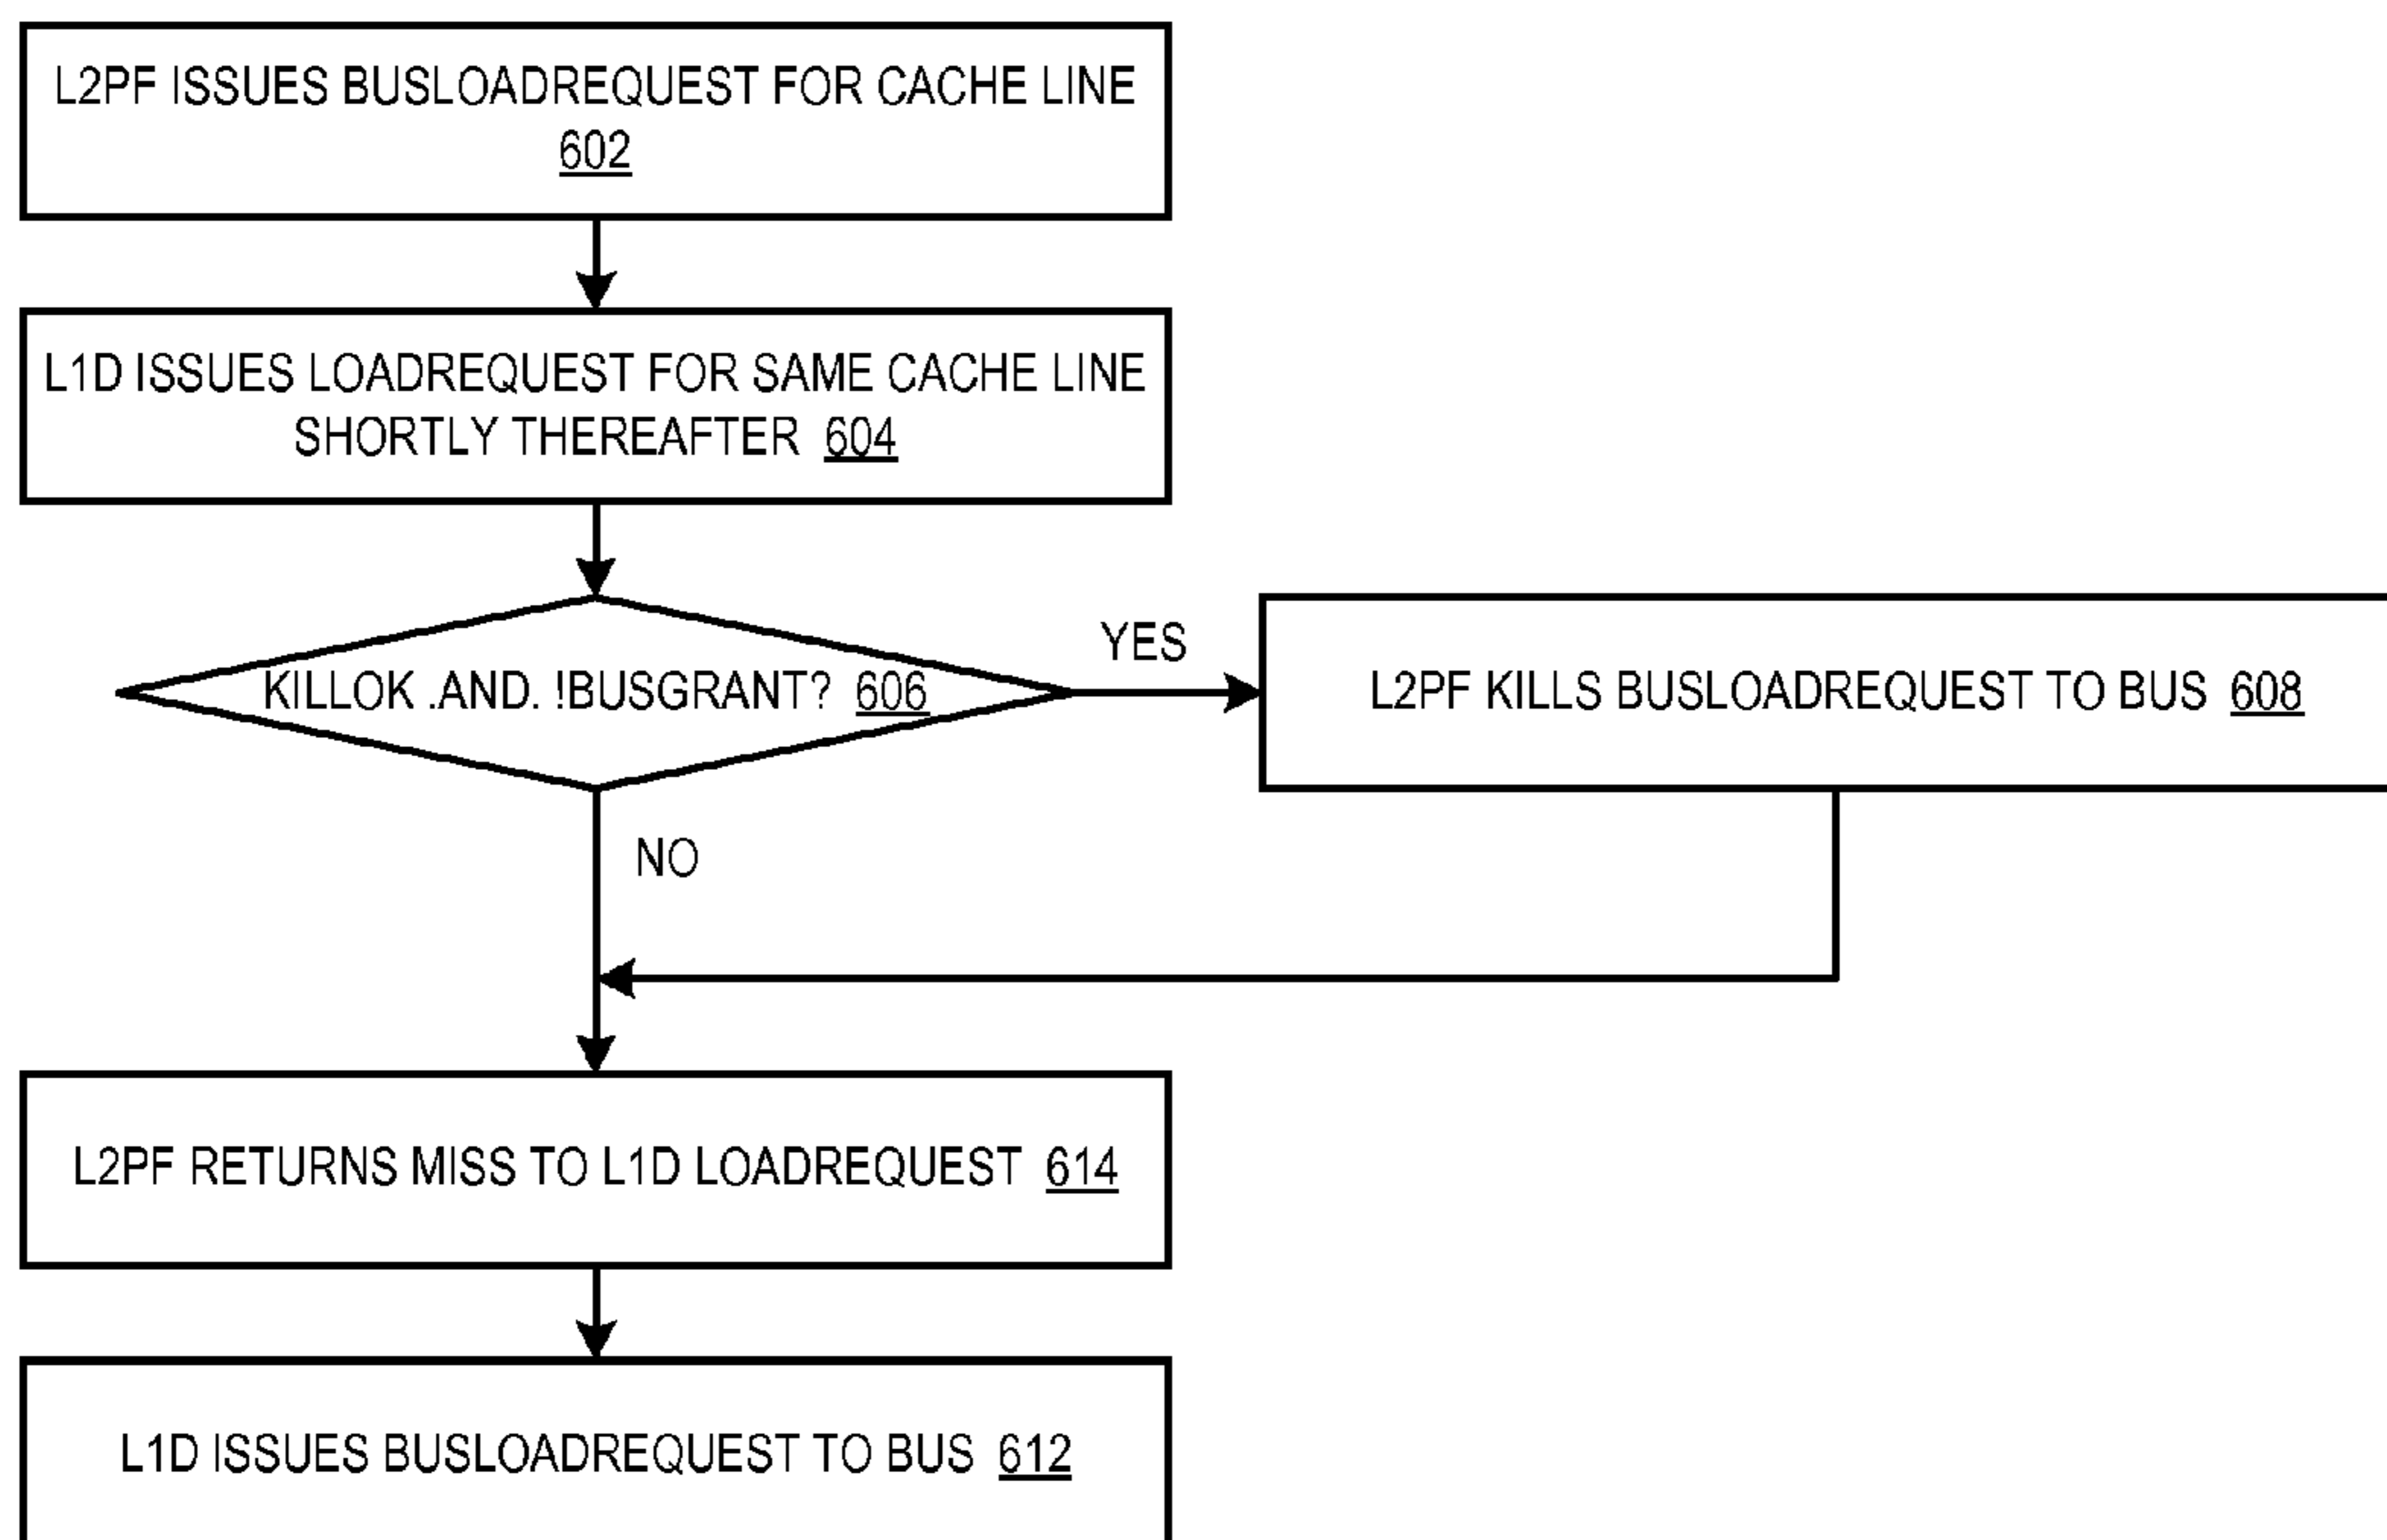 L2PF ISSUES BUSLOADREQUEST FOR CACHE LINE
602
L1D ISSUES LOADREQUEST FOR SAME CACHE LINE
SHORTLY THEREAFTER 604
KILLOK .AND. !BUSGRANT? 606
YES
L2PF KILLS BUSLOADREQUEST TO BUS 608
NO
L2PF RETURNS MISS TO L1D LOADREQUEST 614
L1D ISSUES BUSLOADREQUEST TO BUS 612